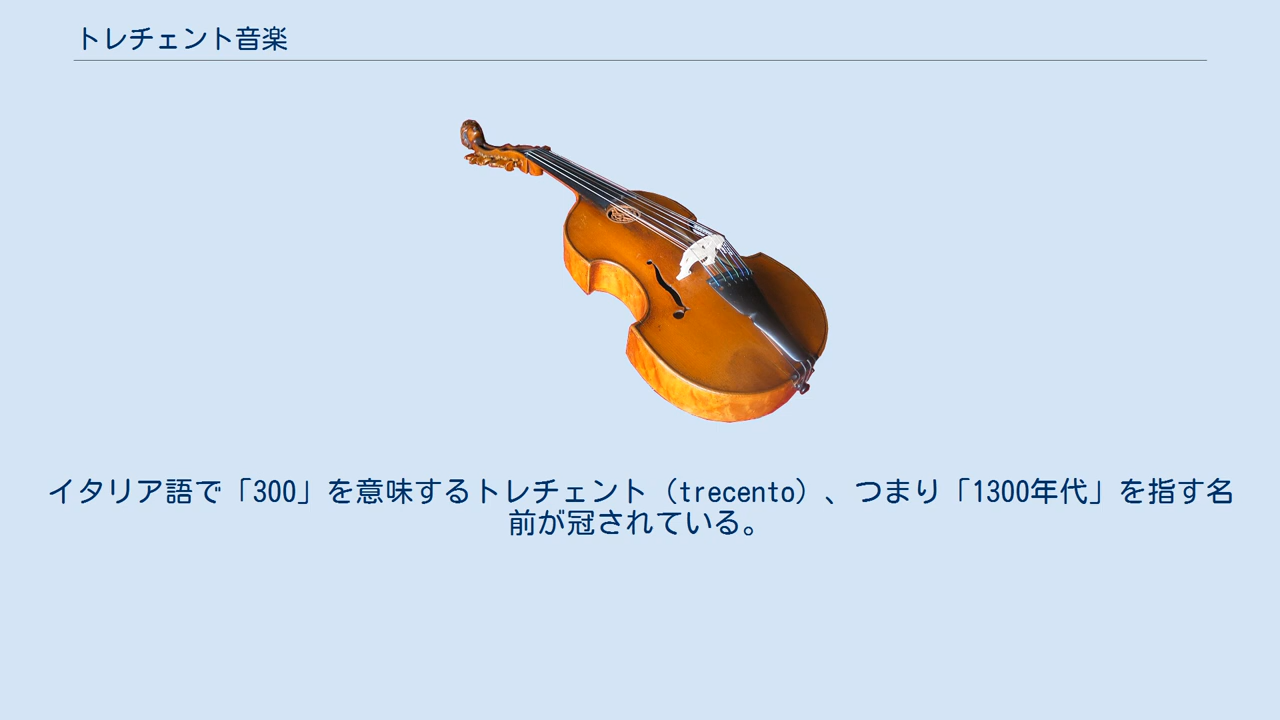 トレチェント音楽
イタリア語で「300」を意味するトレチェント（trecento）、つまり「1300年代」を指す名
前が冠されている。